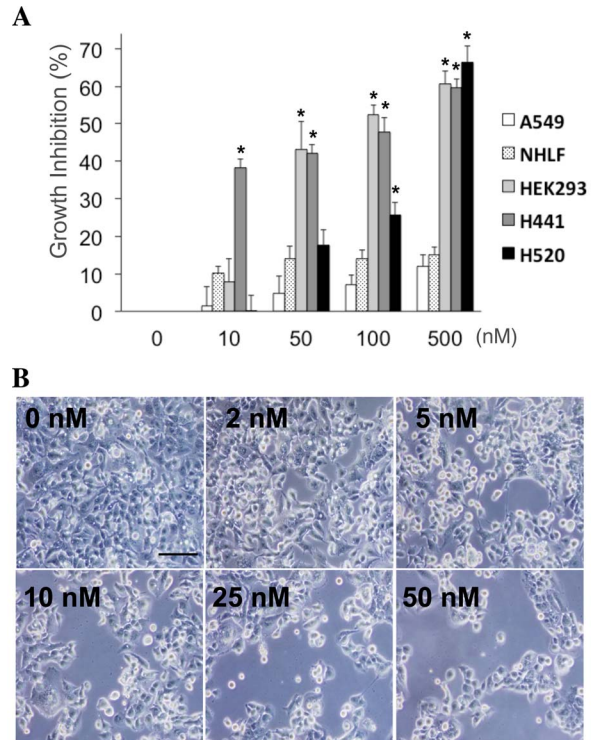 A
Growth Inhibition (%)
70
60
50
40
30
20
10
0
* * * * * * * * *
0 10 50 100 500 (nM)
A549
NHLF
HEK293
H441
H520
B
0 nM 2 nM 5 nM
10 nM 25 nM 50 nM